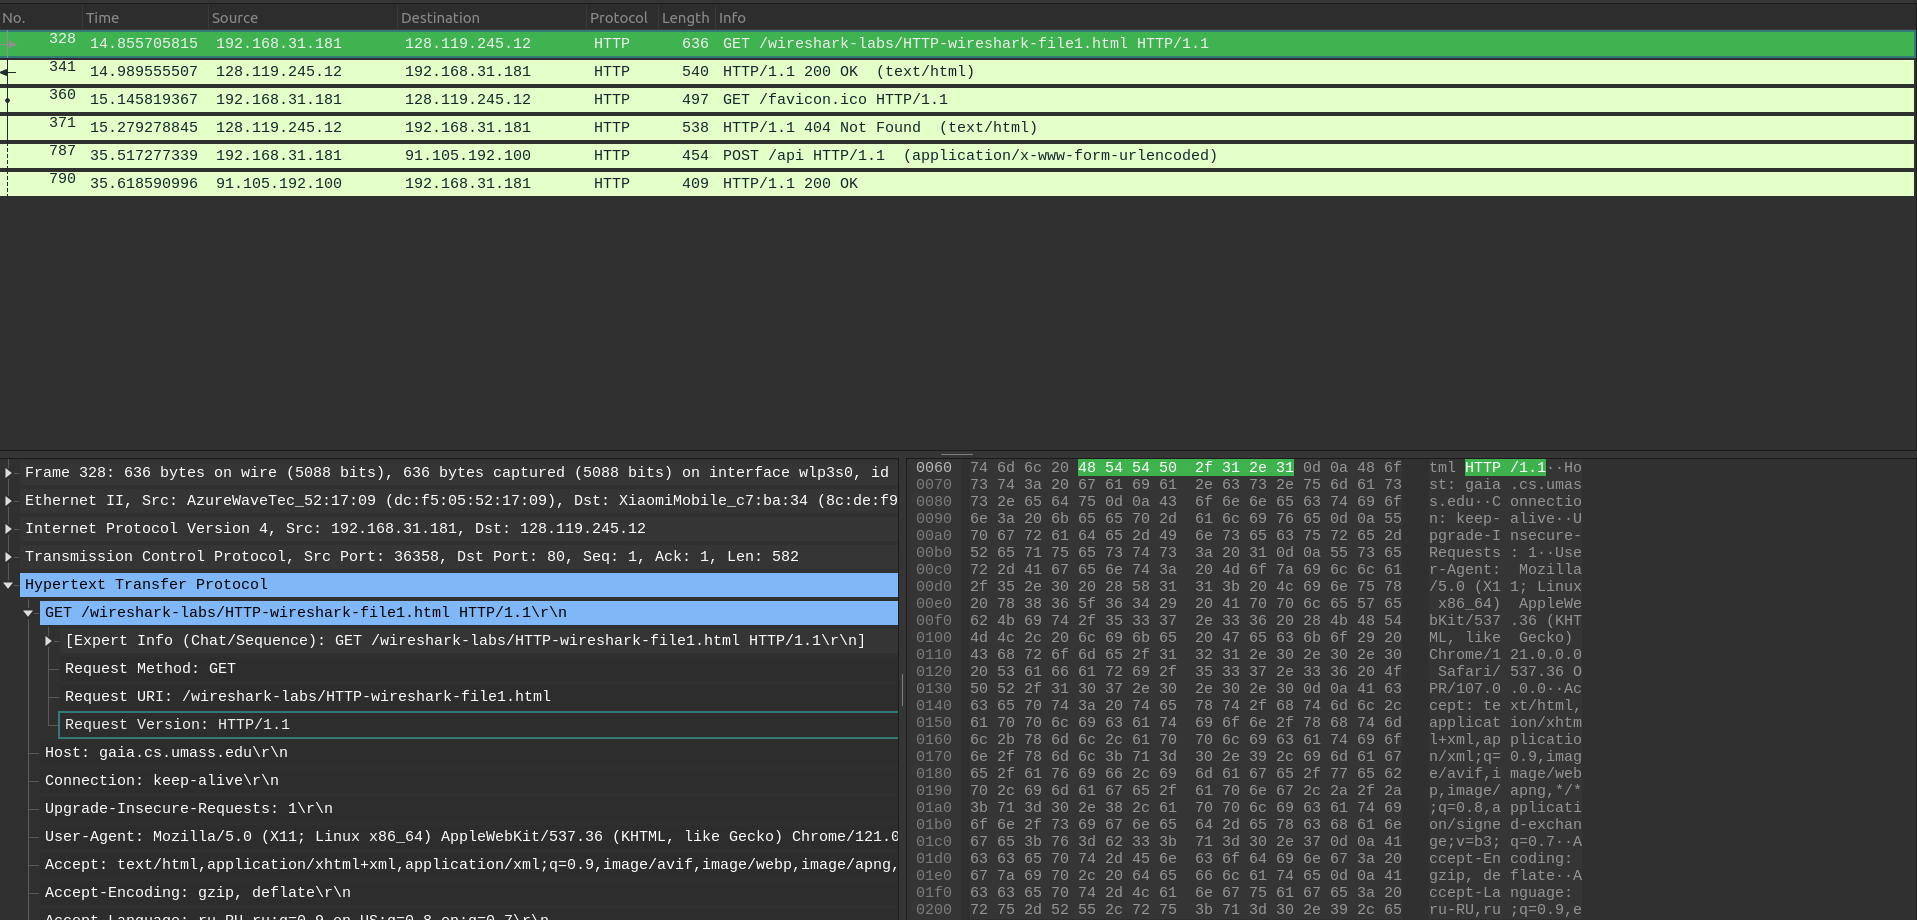 No. Time Source Destination Protocol Length Info
328 14.855705815 192.168.31.181 128.119.245.12 HTTP 636 GET /wireshark-labs/HTTP-wireshark-file1.html HTTP/1.1
341 14.989555507 128.119.245.12 192.168.31.181 HTTP 540 HTTP/1.1 200 OK  (text/html)
360 15.145819367 192.168.31.181 128.119.245.12 HTTP 497 GET /favicon.ico HTTP/1.1
371 15.279278845 128.119.245.12 192.168.31.181 HTTP 538 HTTP/1.1 404 Not Found  (text/html)
787 35.517277339 192.168.31.181 91.105.192.100 HTTP 454 POST /api HTTP/1.1  (application/x-www-form-urlencoded)
790 35.618590996 91.105.192.100 192.168.31.181 HTTP 409 HTTP/1.1 200 OK
Frame 328: 636 bytes on wire (5088 bits), 636 bytes captured (5088 bits) on interface wlp3s0, id
Ethernet II, Src: AzureWaveTec_52:17:09 (dc:f5:05:52:17:09), Dst: XiaomiMobile_c7:ba:34 (8c:de:f9
Internet Protocol Version 4, Src: 192.168.31.181, Dst: 128.119.245.12
Transmission Control Protocol, Src Port: 36358, Dst Port: 80, Seq: 1, Ack: 1, Len: 582
Hypertext Transfer Protocol
GET /wireshark-labs/HTTP-wireshark-file1.html HTTP/1.1\r\n
[Expert Info (Chat/Sequence): GET /wireshark-labs/HTTP-wireshark-file1.html HTTP/1.1\r\n]
Request Method: GET
Request URI: /wireshark-labs/HTTP-wireshark-file1.html
Request Version: HTTP/1.1
Host: gaia.cs.umass.edu\r\n
Connection: keep-alive\r\n
Upgrade-Insecure-Requests: 1\r\n
User-Agent: Mozilla/5.0 (X11; Linux x86_64) AppleWebKit/537.36 (KHTML, like Gecko) Chrome/121.0
Accept: text/html,application/xhtml+xml,application/xml;q=0.9,image/avif,image/webp,image/apng,
Accept-Encoding: gzip, deflate\r\n
Accept-Language: ru-RU,ru;q=0.9,en-US;q=0.8,en;q=0.7\r\n
0060 74 6d 6c 20 48 54 54 50 2f 31 2e 31 0d 0a 48 6f tml HTTP /1.1··Ho
0070 73 74 3a 20 67 61 69 61 2e 63 73 2e 75 6d 61 73 st: gaia .cs.umas
0080 73 2e 65 64 75 0d 0a 43 6f 6e 6e 65 63 74 69 6f s.edu··C onnectio
0090 6e 3a 20 6b 65 65 70 2d 61 6c 69 76 65 0d 0a 55 n: keep- alive··U
00a0 70 67 72 61 64 65 2d 49 6e 73 65 63 75 72 65 2d pgrade-I nsecure-
00b0 52 65 71 75 65 73 74 73 3a 20 31 0d 0a 55 73 65 Requests : 1··Use
00c0 72 2d 41 67 65 6e 74 3a 20 4d 6f 7a 69 6c 6c 61 r-Agent:  Mozilla
00d0 2f 35 2e 30 20 28 58 31 31 3b 20 4c 69 6e 75 78 /5.0 (X1 1; Linux
00e0 20 78 38 36 5f 36 34 29 20 41 70 70 6c 65 57 65 x86_64)  AppleWe
00f0 62 4b 69 74 2f 35 33 37 2e 33 36 20 28 4b 48 54 bKit/537 .36 (KHT
0100 4d 4c 2c 20 6c 69 6b 65 20 47 65 63 6b 6f 29 20 ML, like  Gecko)
0110 43 68 72 6f 6d 65 2f 31 32 31 2e 30 2e 30 2e 30 Chrome/1 21.0.0.0
0120 20 53 61 66 61 72 69 2f 35 33 37 2e 33 36 20 4f Safari/ 537.36 O
0130 50 52 2f 31 30 37 2e 30 2e 30 2e 30 0d 0a 41 63 PR/107.0 .0.0··Ac
0140 63 65 70 74 3a 20 74 65 78 74 2f 68 74 6d 6c 2c cept: te xt/html,
0150 61 70 70 6c 69 63 61 74 69 6f 6e 2f 78 68 74 6d applicat ion/xhtm
0160 6c 2b 78 6d 6c 2c 61 70 70 6c 69 63 61 74 69 6f l+xml,ap plicatio
0170 6e 2f 78 6d 6c 3b 71 3d 30 2e 39 2c 69 6d 61 67 n/xml;q= 0.9,imag
0180 65 2f 61 76 69 66 2c 69 6d 61 67 65 2f 77 65 62 e/avif,i mage/web
0190 70 2c 69 6d 61 67 65 2f 61 70 6e 67 2c 2a 2f 2a p,image/ apng,*/*
01a0 3b 71 3d 30 2e 38 2c 61 70 70 6c 69 63 61 74 69 ;q=0.8,a pplicati
01b0 6f 6e 2f 73 69 67 6e 65 64 2d 65 78 63 68 61 6e on/signe d-exchan
01c0 67 65 3b 76 3d 62 33 3b 71 3d 30 2e 37 0d 0a 41 ge;v=b3; q=0.7··A
01d0 63 63 65 70 74 2d 45 6e 63 6f 64 69 6e 67 3a 20 ccept-En coding:
01e0 67 7a 69 70 2c 20 64 65 66 6c 61 74 65 0d 0a 41 gzip, de flate··A
01f0 63 63 65 70 74 2d 4c 61 6e 67 75 61 67 65 3a 20 ccept-La nguage:
0200 72 75 2d 52 55 2c 72 75 3b 71 3d 30 2e 39 2c 65 ru-RU,ru ;q=0.9,e